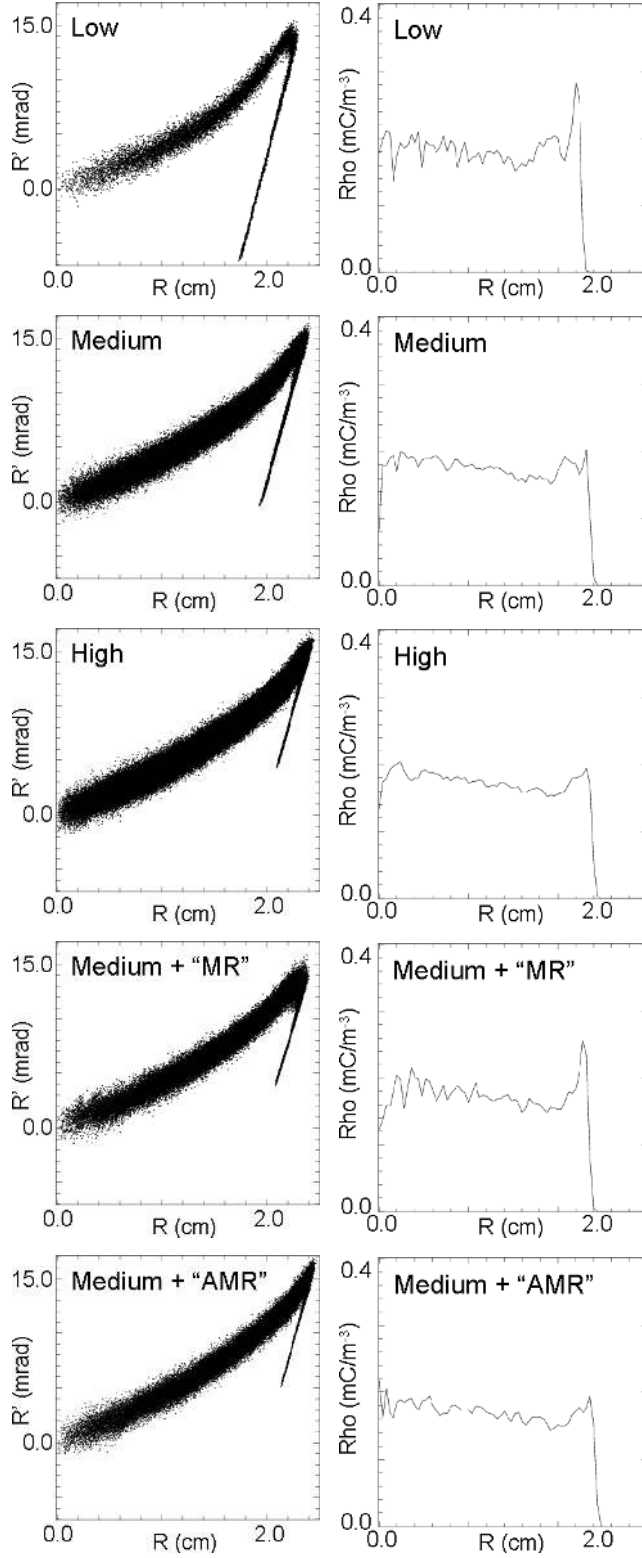 15.0
Low
R' (mrad)
0.0
0.0
R (cm)
2.0
0.4
Low
Rho (mC/m⁻³)
0.0
0.0
R (cm)
2.0
15.0
Medium
R' (mrad)
0.0
0.0
R (cm)
2.0
0.4
Medium
Rho (mC/m⁻³)
0.0
0.0
R (cm)
2.0
15.0
High
R' (mrad)
0.0
0.0
R (cm)
2.0
0.4
High
Rho (mC/m⁻³)
0.0
0.0
R (cm)
2.0
15.0
Medium + “MR”
R' (mrad)
0.0
0.0
R (cm)
2.0
0.4
Medium + “MR”
Rho (mC/m⁻³)
0.0
0.0
R (cm)
2.0
15.0
Medium + “AMR”
R' (mrad)
0.0
0.0
R (cm)
2.0
0.4
Medium + “AMR”
Rho (mC/m⁻³)
0.0
0.0
R (cm)
2.0